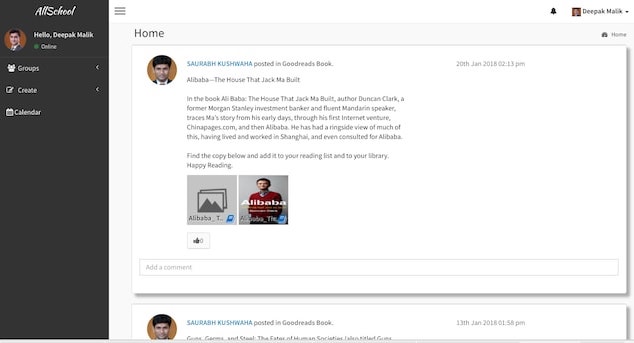 AllSchool
Deepak Malik
Hello, Deepak Malik
Online
Groups
Create
Calendar
Home
Home
SAURABH KUSHWAHA posted in Goodreads Book.
20th Jan 2018 02:13 pm
Alibaba—The House That Jack Ma Built
In the book Ali Baba: The House That Jack Ma Built, author Duncan Clark, a
former Morgan Stanley investment banker and fluent Mandarin speaker,
traces Ma's story from his early days, through his first Internet venture,
Chinapages.com, and then Alibaba. He has had a ringside view of much of
this, having lived and worked in Shanghai, and even consulted for Alibaba.
Find the copy below and add it to your reading list and to your library.
Happy Reading.
Alibaba
Alibaba_ T..
Alibaba_Th..
0
Add a comment
SAURABH KUSHWAHA posted in Goodreads Book.
13th Jan 2018 01:58 pm
Guns, Germs, and Steel: The Fates of Human Societies (also titled Guns,